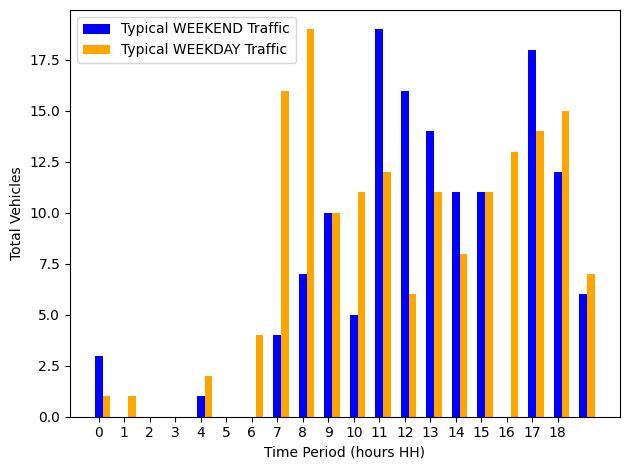 Typical WEEKEND Traffic
Typical WEEKDAY Traffic
17.5
15.0
12.5
10.0
7.5
5.0
2.5
0.0
Total Vehicles
0 1 2 3 4 5 6 7 8 9 10 11 12 13 14 15 16 17 18
Time Period (hours HH)